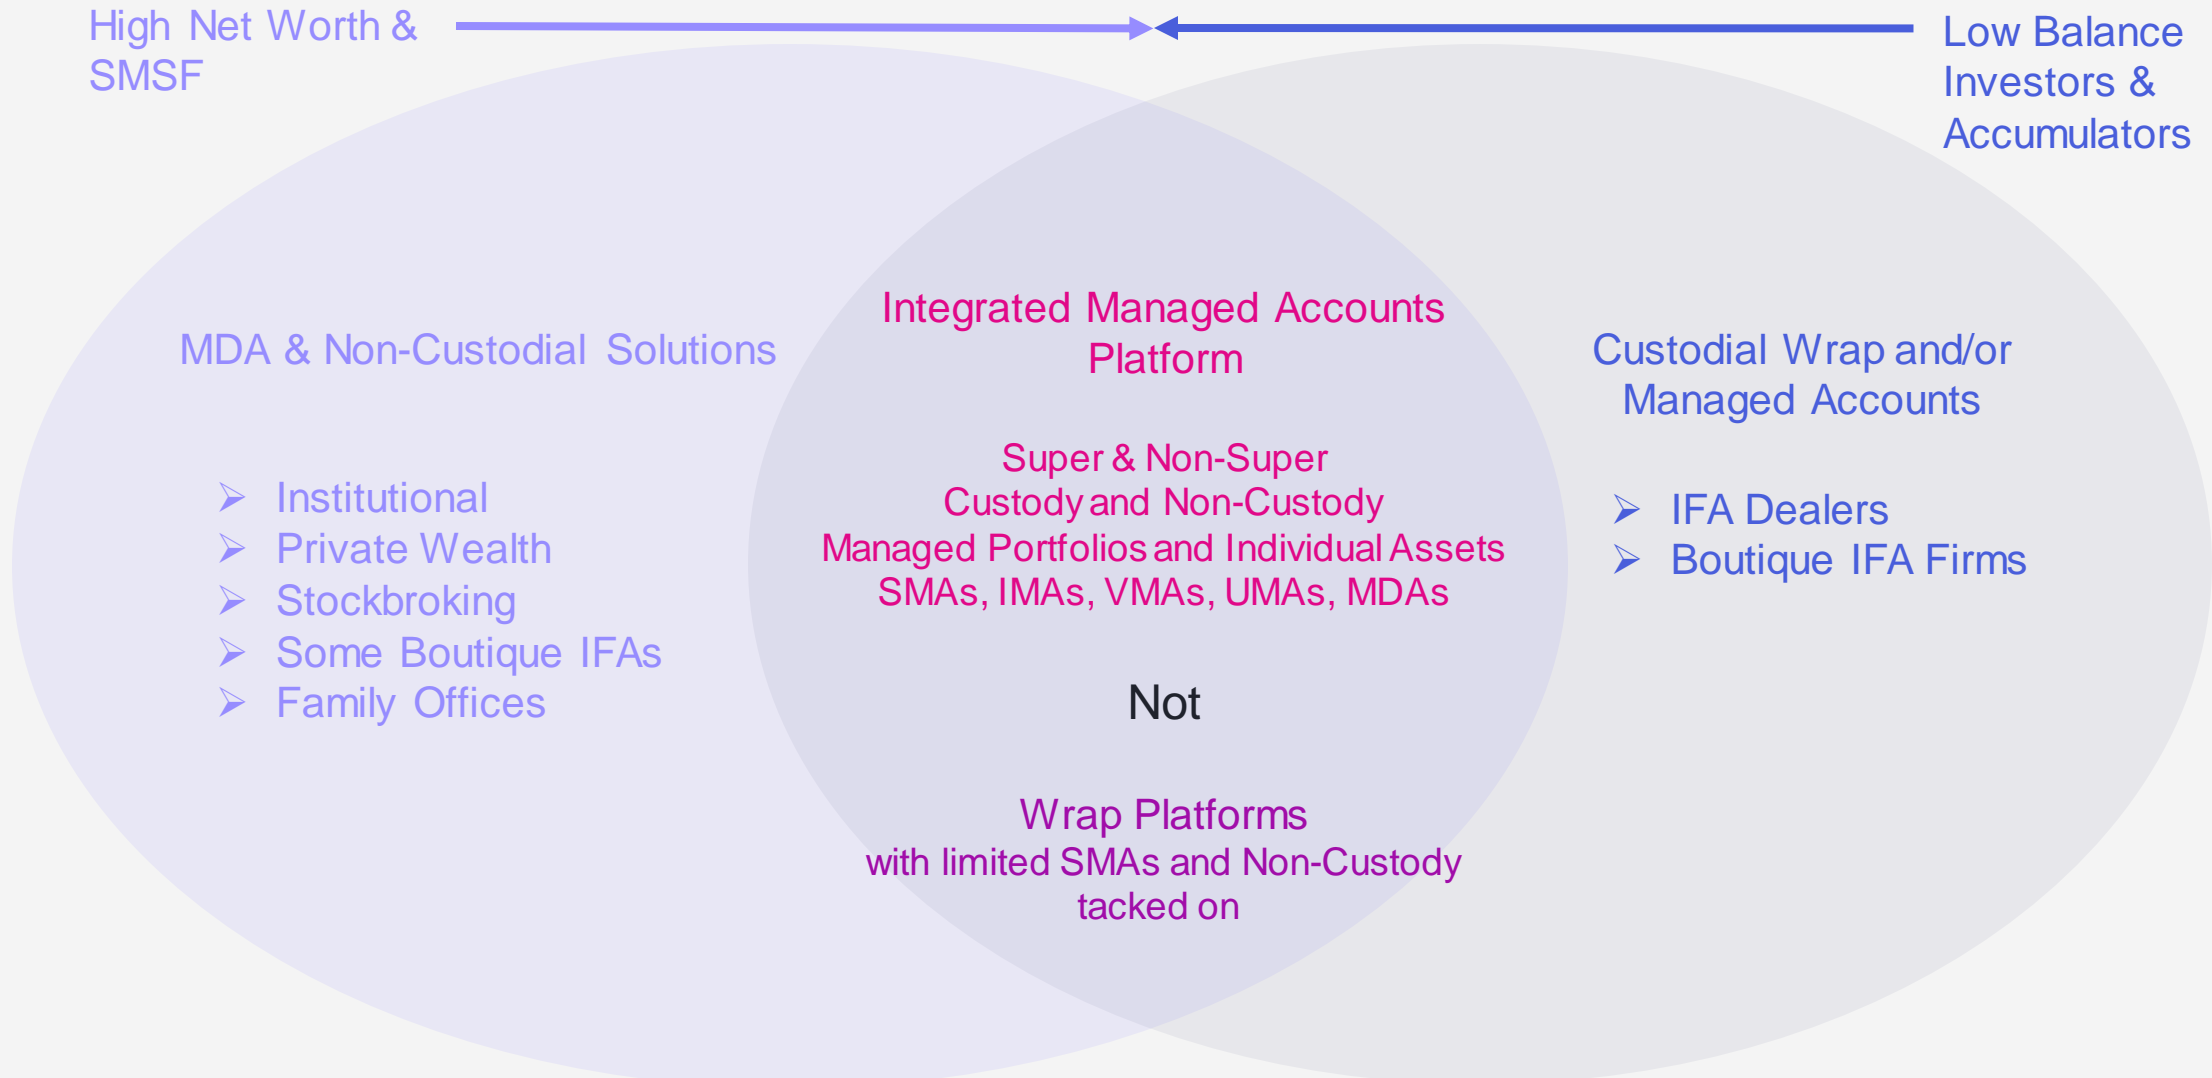 High Net Worth &
SMSF
Low Balance
Investors &
Accumulators
MDA & Non-Custodial Solutions
➢ Institutional
➢ Private Wealth
➢ Stockbroking
➢ Some Boutique IFAs
➢ Family Offices
Integrated Managed Accounts
Platform
Super & Non-Super
Custody and Non-Custody
Managed Portfolios and Individual Assets
SMAs, IMAs, VMAs, UMAs, MDAs
Not
Wrap Platforms
with limited SMAs and Non-Custody
tacked on
Custodial Wrap and/or
Managed Accounts
➢ IFA Dealers
➢ Boutique IFA Firms